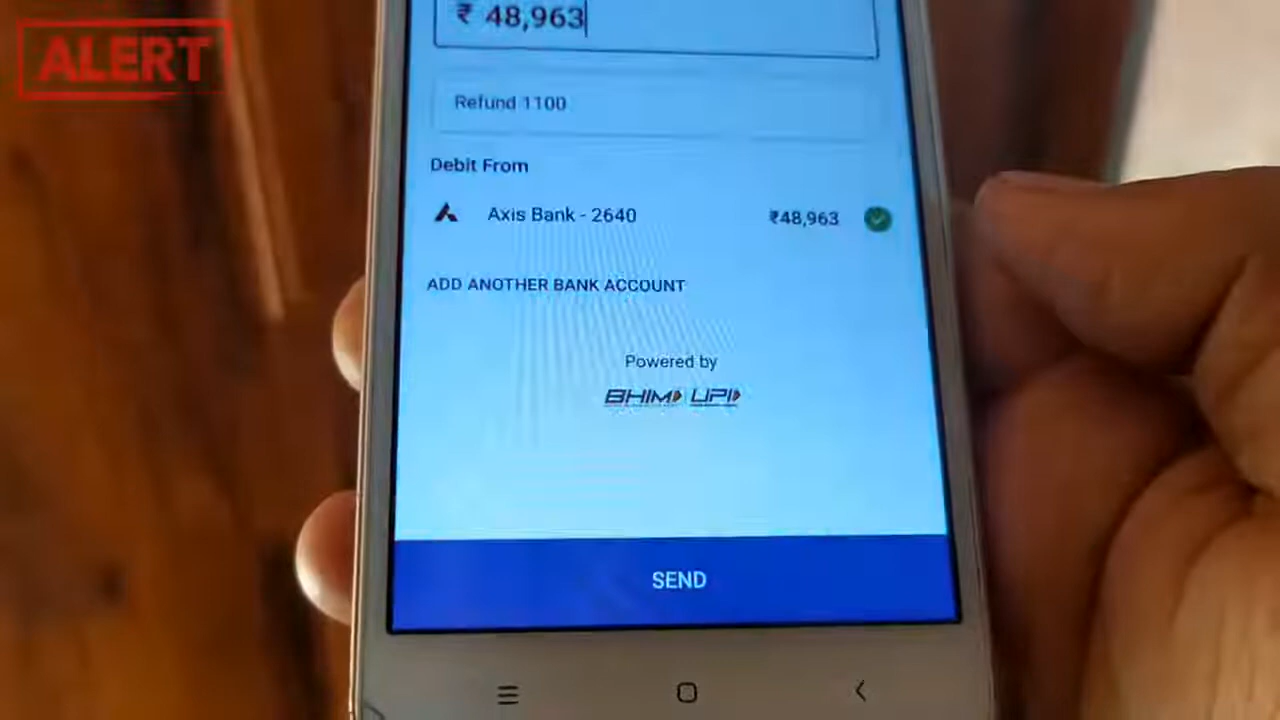 ALERT
₹ 48,963
Refund 1100
Debit From
Axis Bank - 2640 ₹48,963
ADD ANOTHER BANK ACCOUNT
Powered by
BHIM UPI
SEND